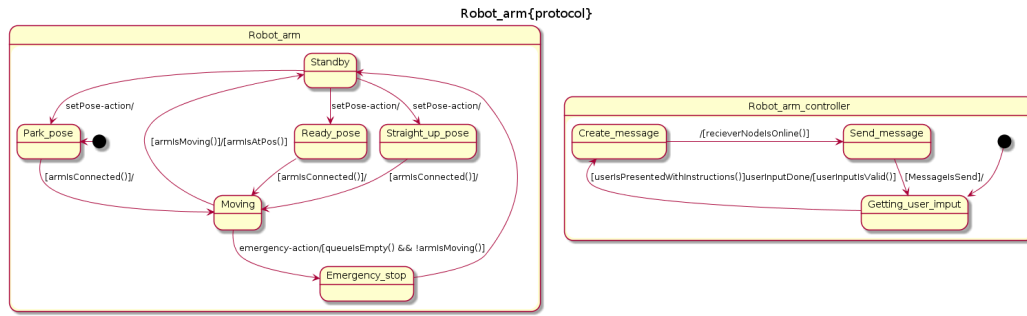 Robot_arm{protocol}
Robot_arm
Standby
setPose-action/
setPose-action/
setPose-action/
Park_pose
[armIsMoving()]/[armIsAtPos()]
Ready_pose
Straight_up_pose
[armIsConnected()]/
[armIsConnected()]/
[armIsConnected()]/
Moving
emergency-action/[queueIsEmpty() && !armIsMoving()]
Emergency_stop
Robot_arm_controller
Create_message
/[recieverNodeIsOnline()]
Send_message
[userIsPresentedWithInstructions()]userInputDone/[userInputIsValid()]
[MessageIsSend]/
Getting_user_imput